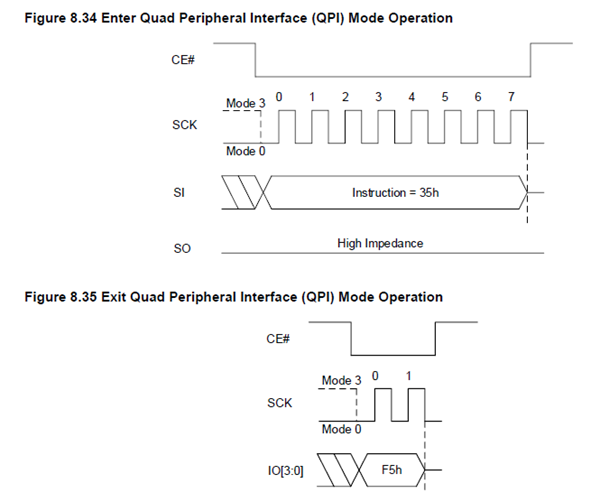 Figure 8.34 Enter Quad Peripheral Interface (QPI) Mode Operation
CE#
Mode 3 0 1 2 3 4 5 6 7
SCK
Mode 0
SI Instruction = 35h
SO High Impedance
Figure 8.35 Exit Quad Peripheral Interface (QPI) Mode Operation
CE#
Mode 3 0 1
SCK
Mode 0
IO[3:0] F5h